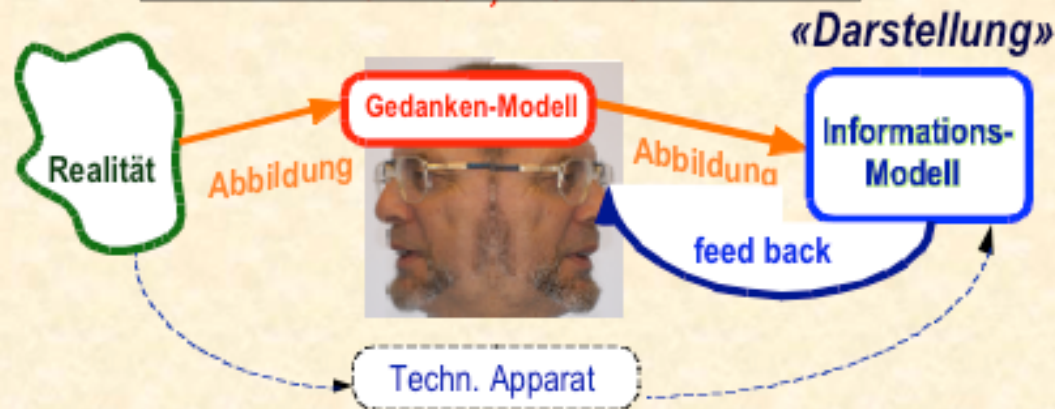 «Darstellung»
Gedanken-Modell
Realität
Abbildung
Abbildung
Informations-
Modell
feed back
Techn. Apparat